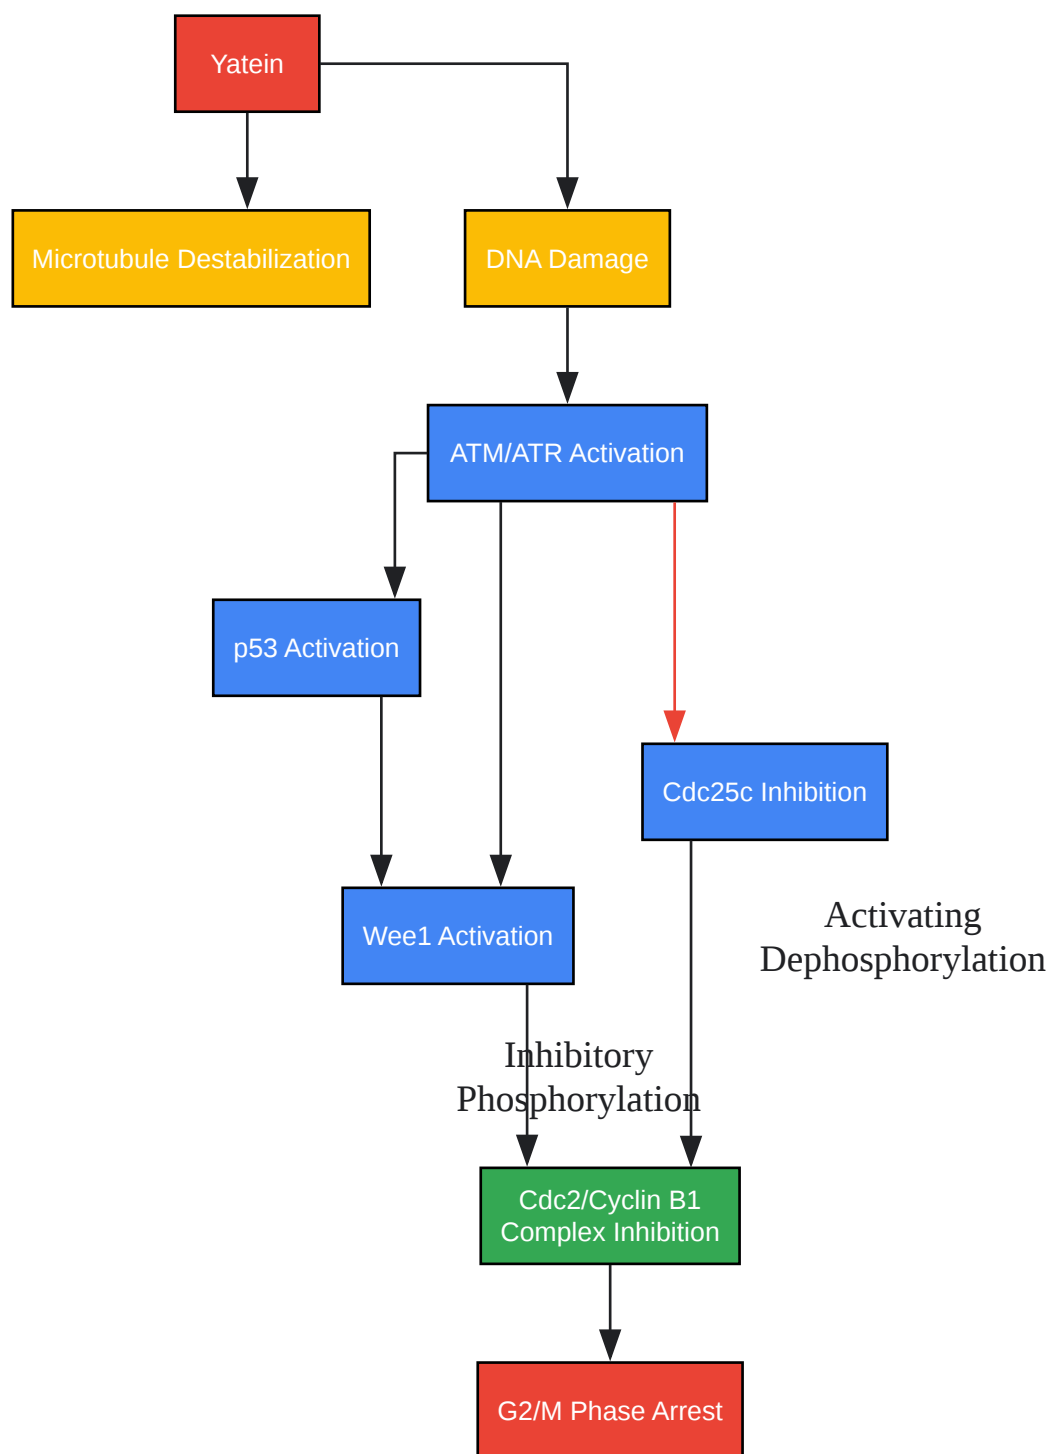 Yatein
Microtubule Destabilization
DNA Damage
ATM/ATR Activation
p53 Activation
Cdc25c Inhibition
Wee1 Activation
Activating
Dephosphorylation
Inhibitory
Phosphorylation
Cdc2/Cyclin B1
Complex Inhibition
G2/M Phase Arrest